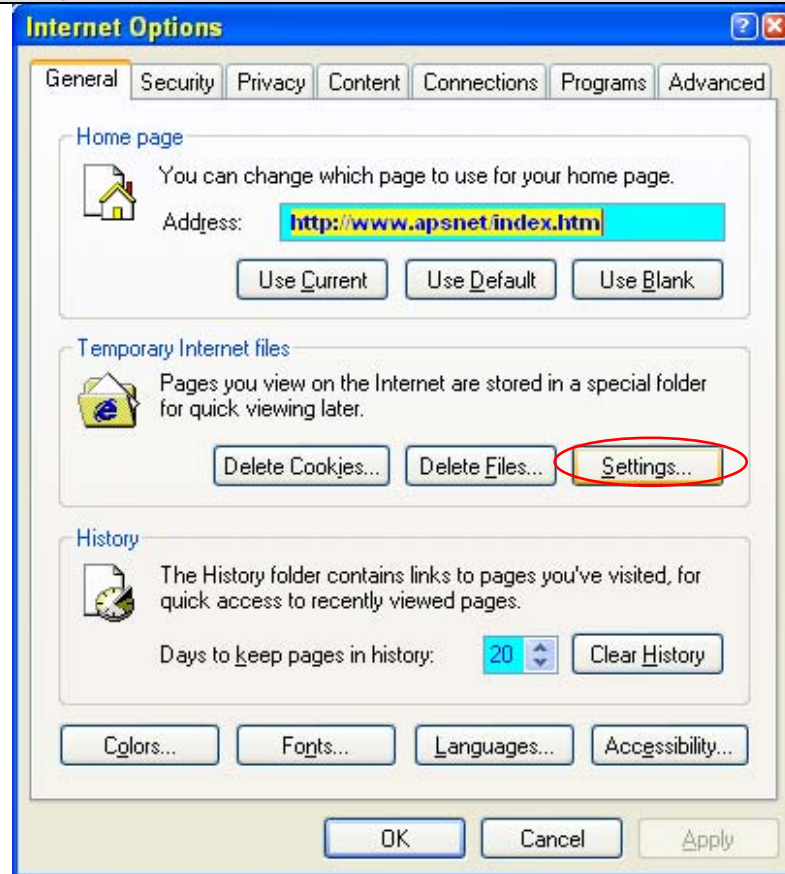 Internet Options
General Security Privacy Content Connections Programs Advanced
Home page
You can change which page to use for your home page.
Address: http://www.apsnet/index.htm
Use Current Use Default Use Blank
Temporary Internet files
Pages you view on the Internet are stored in a special folder
for quick viewing later.
Delete Cookies... Delete Files... Settings...
History
The History folder contains links to pages you've visited, for
quick access to recently viewed pages.
Days to keep pages in history: 20 Clear History
Colors... Fonts... Languages... Accessibility...
OK Cancel Apply